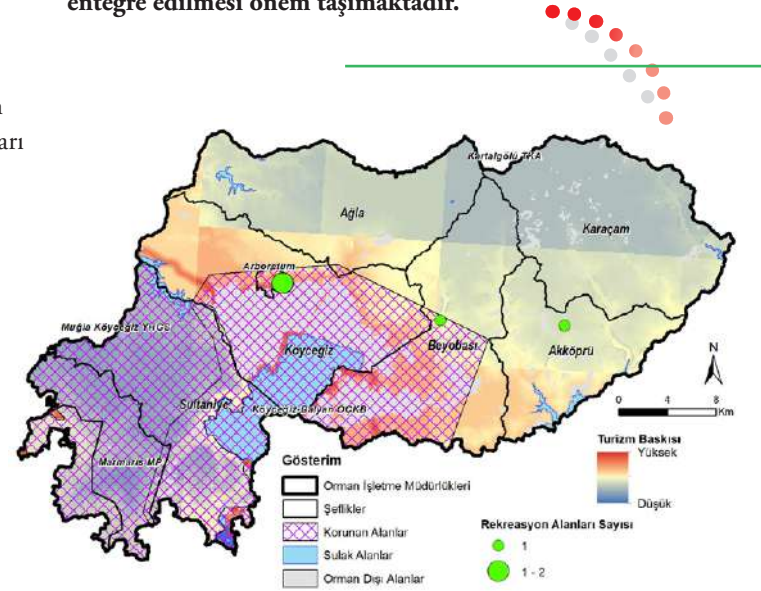 entegre edilmesi önem taşımaktadır.
arı
Kartalgölü TKA
Ağla
Karaçam
Arboretum
Muğla Köyceğiz YHGS
Köyceğiz
Beyobası
Akköprü
Sultaniye
Köyceğiz-Dalyan ÖÇKB
Marmaris MP
N
0 4 8
Km
Turizm Baskısı
Yüksek
Düşük
Gösterim
Orman İşletme Müdürlükleri
Şeflikler
Korunan Alanlar
Sulak Alanlar
Orman Dışı Alanlar
Rekreasyon Alanları Sayısı
1
1 - 2